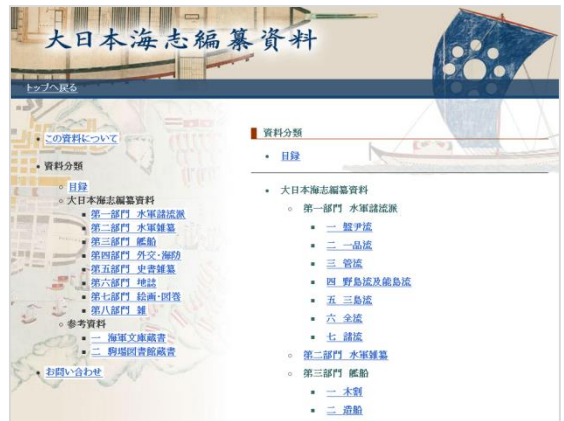 大日本海志編纂資料
トップへ戻る
この資料について
資料分類
目録
大日本海志編纂資料
第一部門 水軍諸流派
第二部門 水軍雑纂
第三部門 艦船
第四部門 外交・海防
第五部門 史書雑纂
第六部門 地誌
第七部門 絵画・図巻
第八部門 雑
参考資料
一 海軍文庫蔵書
二 駒場図書館蔵書
お問い合わせ
資料分類
目録
大日本海志編纂資料
第一部門 水軍諸流派
一 盤尹流
二 一品流
三 管流
四 野島流及能島流
五 三島流
六 全流
七 諸流
第二部門 水軍雑纂
第三部門 艦船
一 木割
二 造船